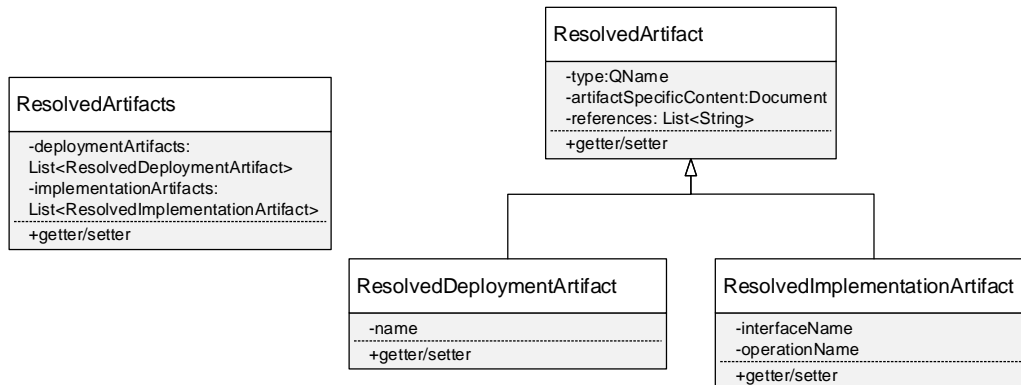 ResolvedArtifact
-type:QName
-artifactSpecificContent:Document
-references: List<String>
+getter/setter
ResolvedArtifacts
-deploymentArtifacts:
List<ResolvedDeploymentArtifact>
-implementationArtifacts:
List<ResolvedImplementationArtifact>
+getter/setter
ResolvedDeploymentArtifact
-name
+getter/setter
ResolvedImplementationArtifact
-interfaceName
-operationName
+getter/setter